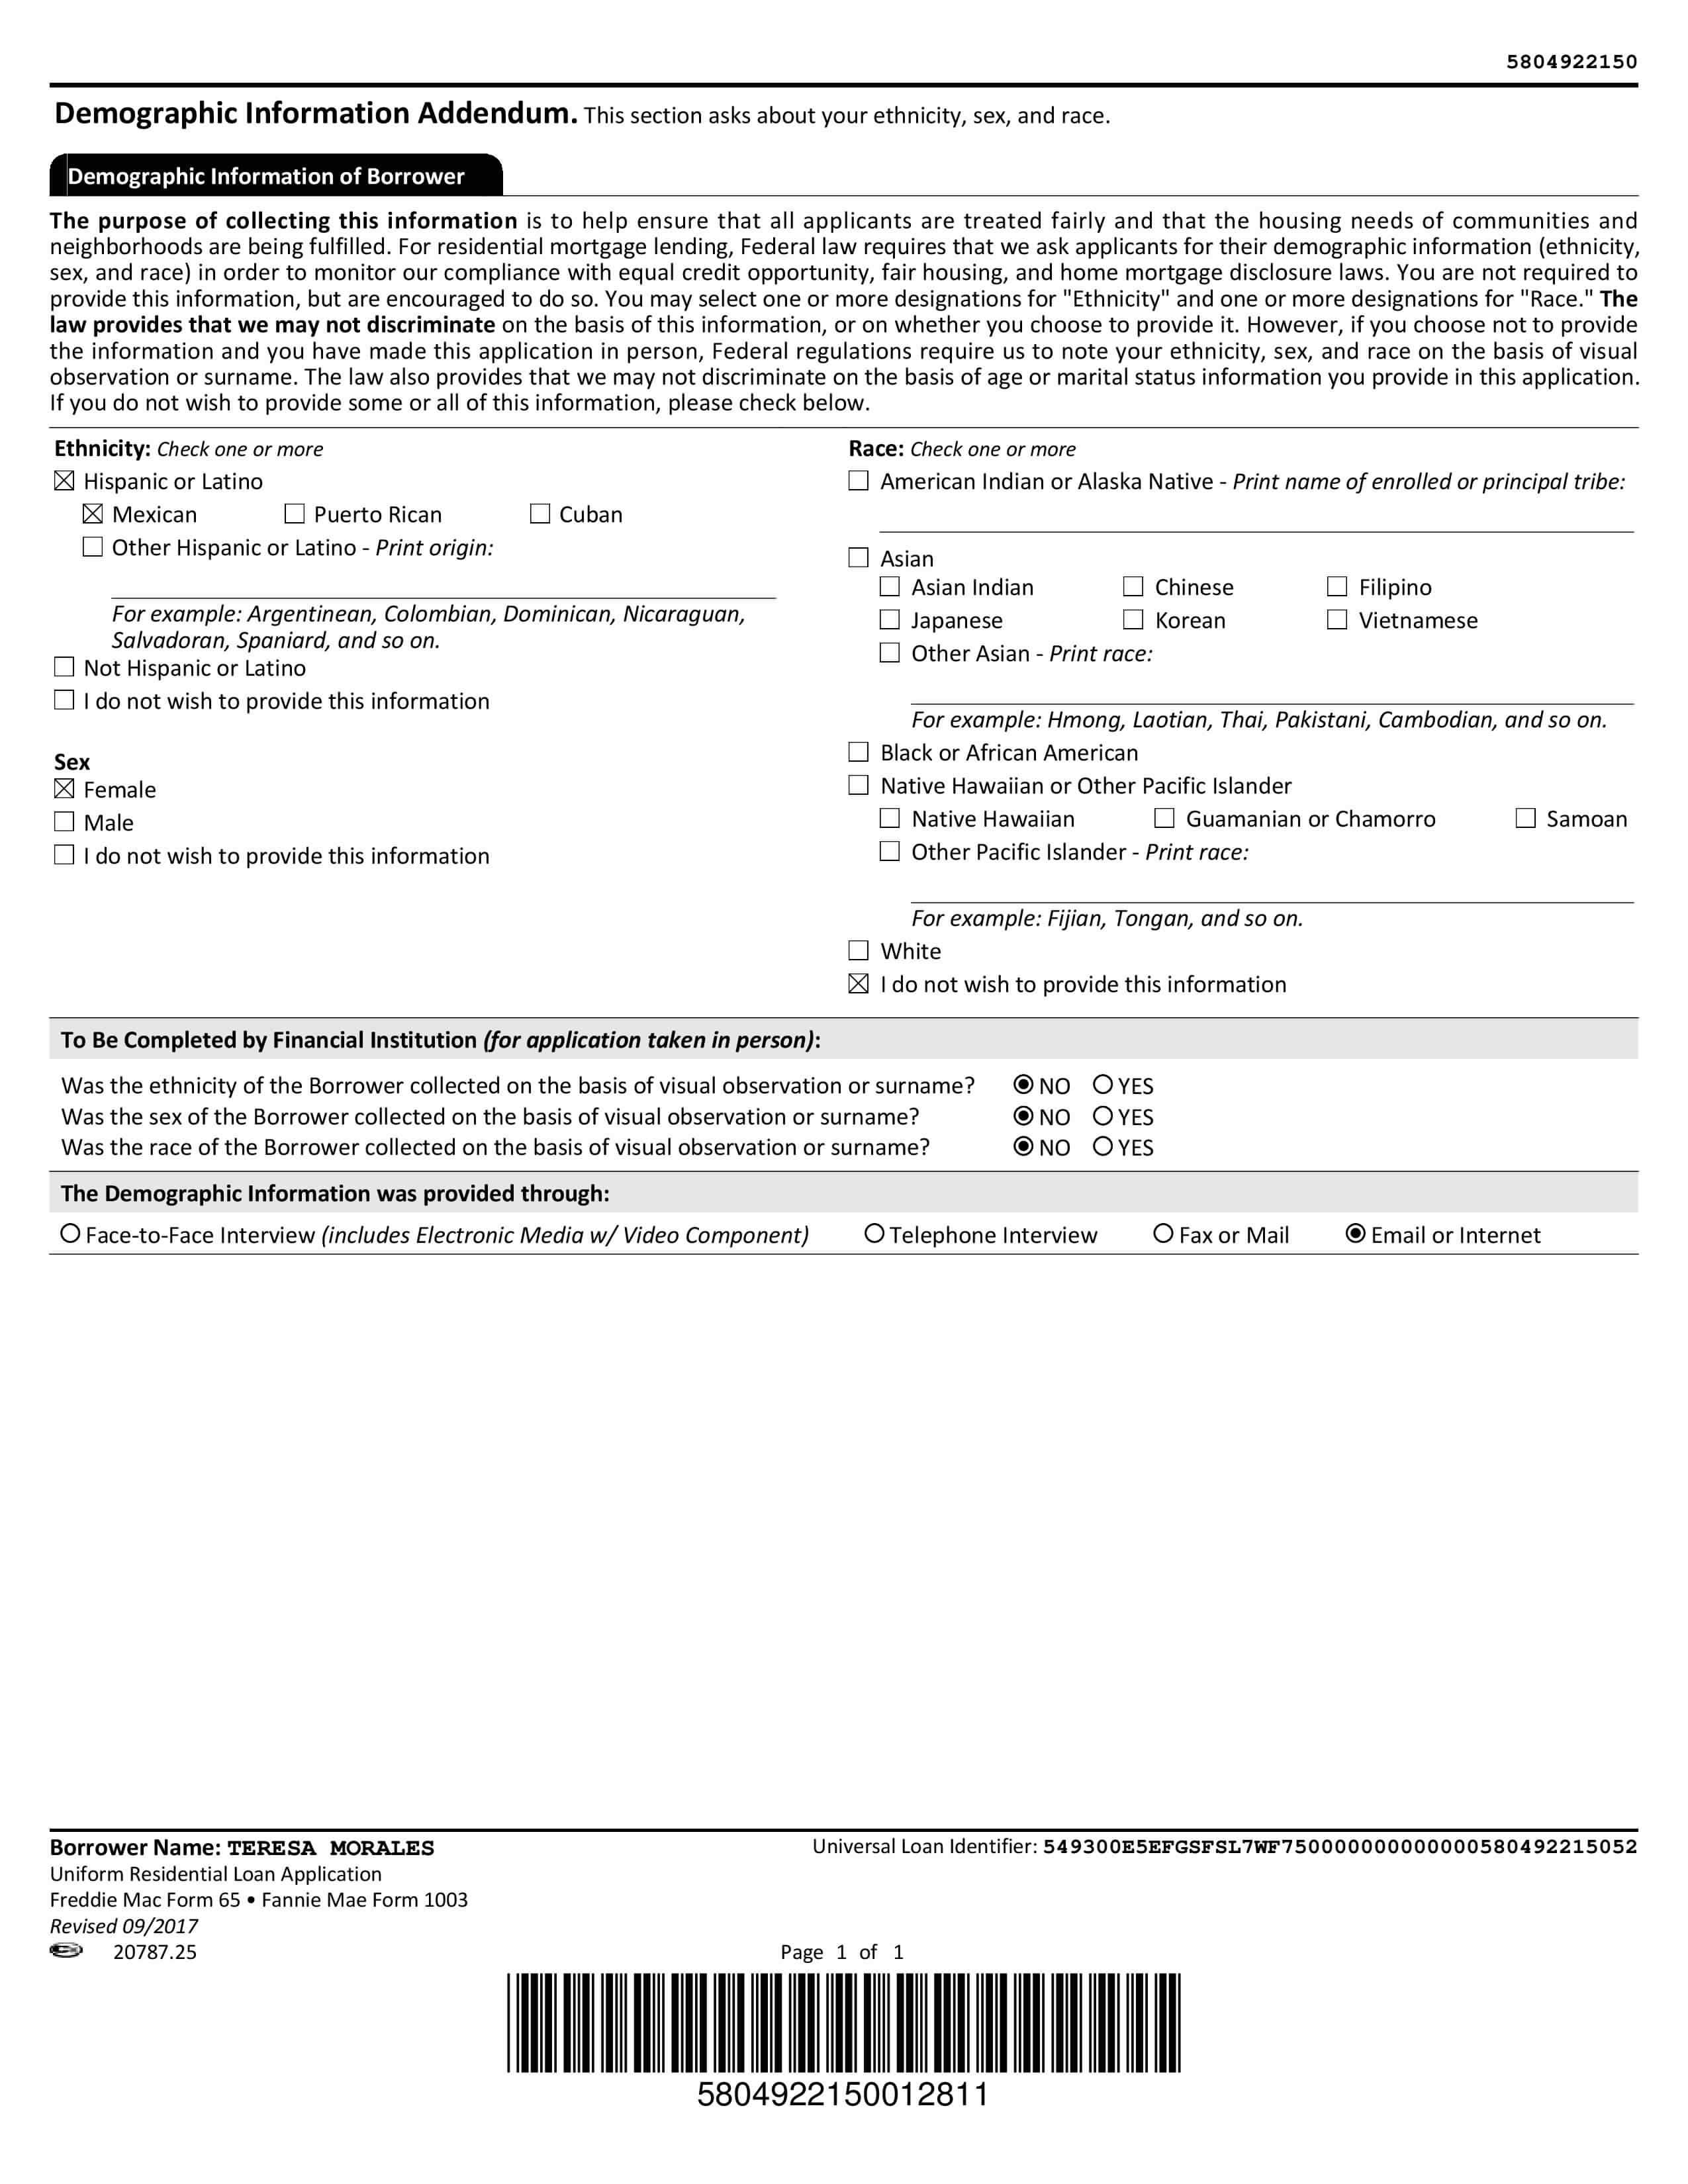 5804922150
Demographic Information Addendum. This section asks about your ethnicity, sex, and race.
Demographic Information of Borrower
The purpose of collecting this information is to help ensure that all applicants are treated fairly and that the housing needs of communities and
neighborhoods are being fulfilled. For residential mortgage lending, Federal law requires that we ask applicants for their demographic information (ethnicity,
sex, and race) in order to monitor our compliance with equal credit opportunity, fair housing, and home mortgage disclosure laws. You are not required to
provide this information, but are encouraged to do so. You may select one or more designations for "Ethnicity" and one or more designations for "Race." The
law provides that we may not discriminate on the basis of this information, or on whether you choose to provide it. However, if you choose not to provide
the information and you have made this application in person, Federal regulations require us to note your ethnicity, sex, and race on the basis of visual
observation or surname. The law also provides that we may not discriminate on the basis of age or marital status information you provide in this application.
If you do not wish to provide some or all of this information, please check below.
Ethnicity: Check one or more
☒ Hispanic or Latino
☒ Mexican ☐ Puerto Rican ☐ Cuban
☐ Other Hispanic or Latino - Print origin:
For example: Argentinean, Colombian, Dominican, Nicaraguan,
Salvadoran, Spaniard, and so on.
☐ Not Hispanic or Latino
☐ I do not wish to provide this information
Sex
☒ Female
☐ Male
☐ I do not wish to provide this information
Race: Check one or more
☐ American Indian or Alaska Native - Print name of enrolled or principal tribe:
☐ Asian
☐ Asian Indian ☐ Chinese ☐ Filipino
☐ Japanese ☐ Korean ☐ Vietnamese
☐ Other Asian - Print race:
For example: Hmong, Laotian, Thai, Pakistani, Cambodian, and so on.
☐ Black or African American
☐ Native Hawaiian or Other Pacific Islander
☐ Native Hawaiian ☐ Guamanian or Chamorro ☐ Samoan
☐ Other Pacific Islander - Print race:
For example: Fijian, Tongan, and so on.
☐ White
☒ I do not wish to provide this information
To Be Completed by Financial Institution (for application taken in person):
Was the ethnicity of the Borrower collected on the basis of visual observation or surname? ◉ NO ○ YES
Was the sex of the Borrower collected on the basis of visual observation or surname? ◉ NO ○ YES
Was the race of the Borrower collected on the basis of visual observation or surname? ◉ NO ○ YES
The Demographic Information was provided through:
○ Face-to-Face Interview (includes Electronic Media w/ Video Component) ○ Telephone Interview ○ Fax or Mail ◉ Email or Internet
Borrower Name: TERESA MORALES Universal Loan Identifier: 549300E5EFGSFSL7WF75000000000000580492215052
Uniform Residential Loan Application
Freddie Mac Form 65 • Fannie Mae Form 1003
Revised 09/2017
20787.25 Page 1 of 1
5804922150012811